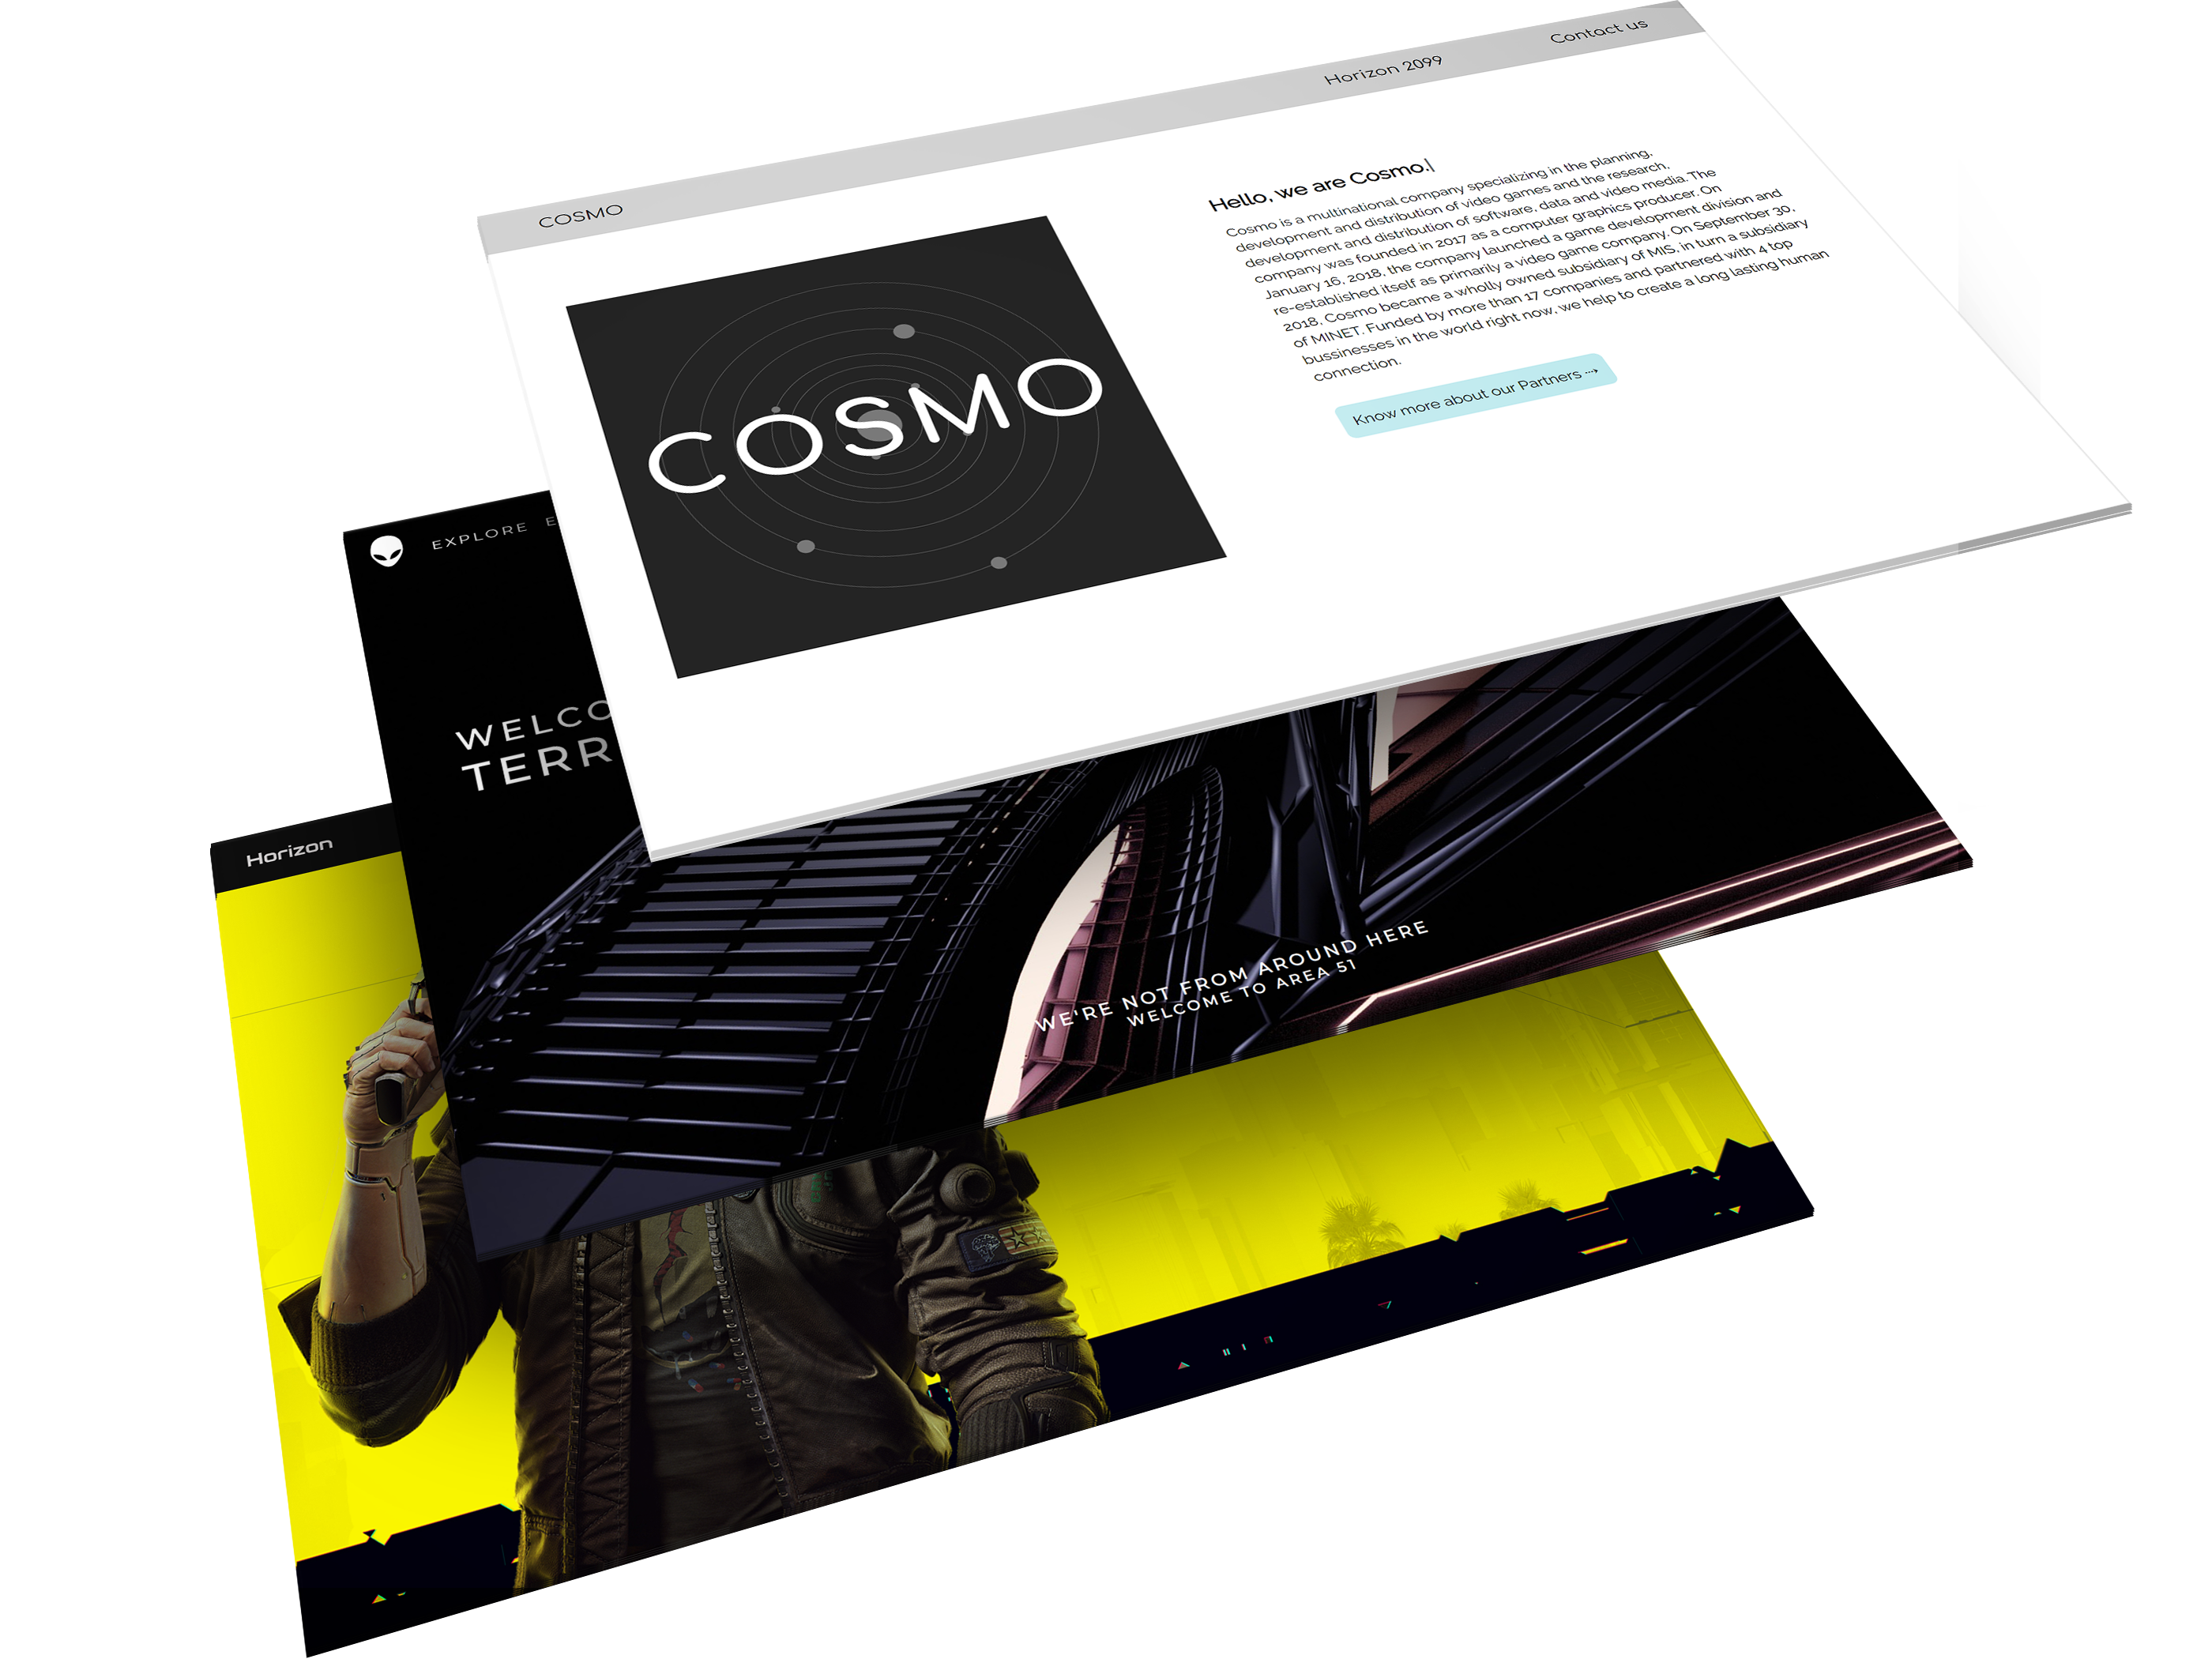 COSMO
Horizon 2099
Contact us
COSMO
Hello, we are Cosmo.
Cosmo is a multinational company specializing in the planning,
development and distribution of video games and the research,
development and distribution of software, data and video media. The
company was founded in 2017 as a computer graphics producer. On
January 16, 2018, the company launched a game development division and
re-established itself as primarily a video game company. On September 30,
2018, Cosmo became a wholly owned subsidiary of MIS, in turn a subsidiary
of MINET. Funded by more than 17 companies and partnered with 4 top
bussinesses in the world right now, we help to create a long lasting human
connection.
Know more about our Partners ⤏
EXPLORE E
WELCO
TERR
WE'RE NOT FROM AROUND HERE
WELCOME TO AREA 51
Horizon